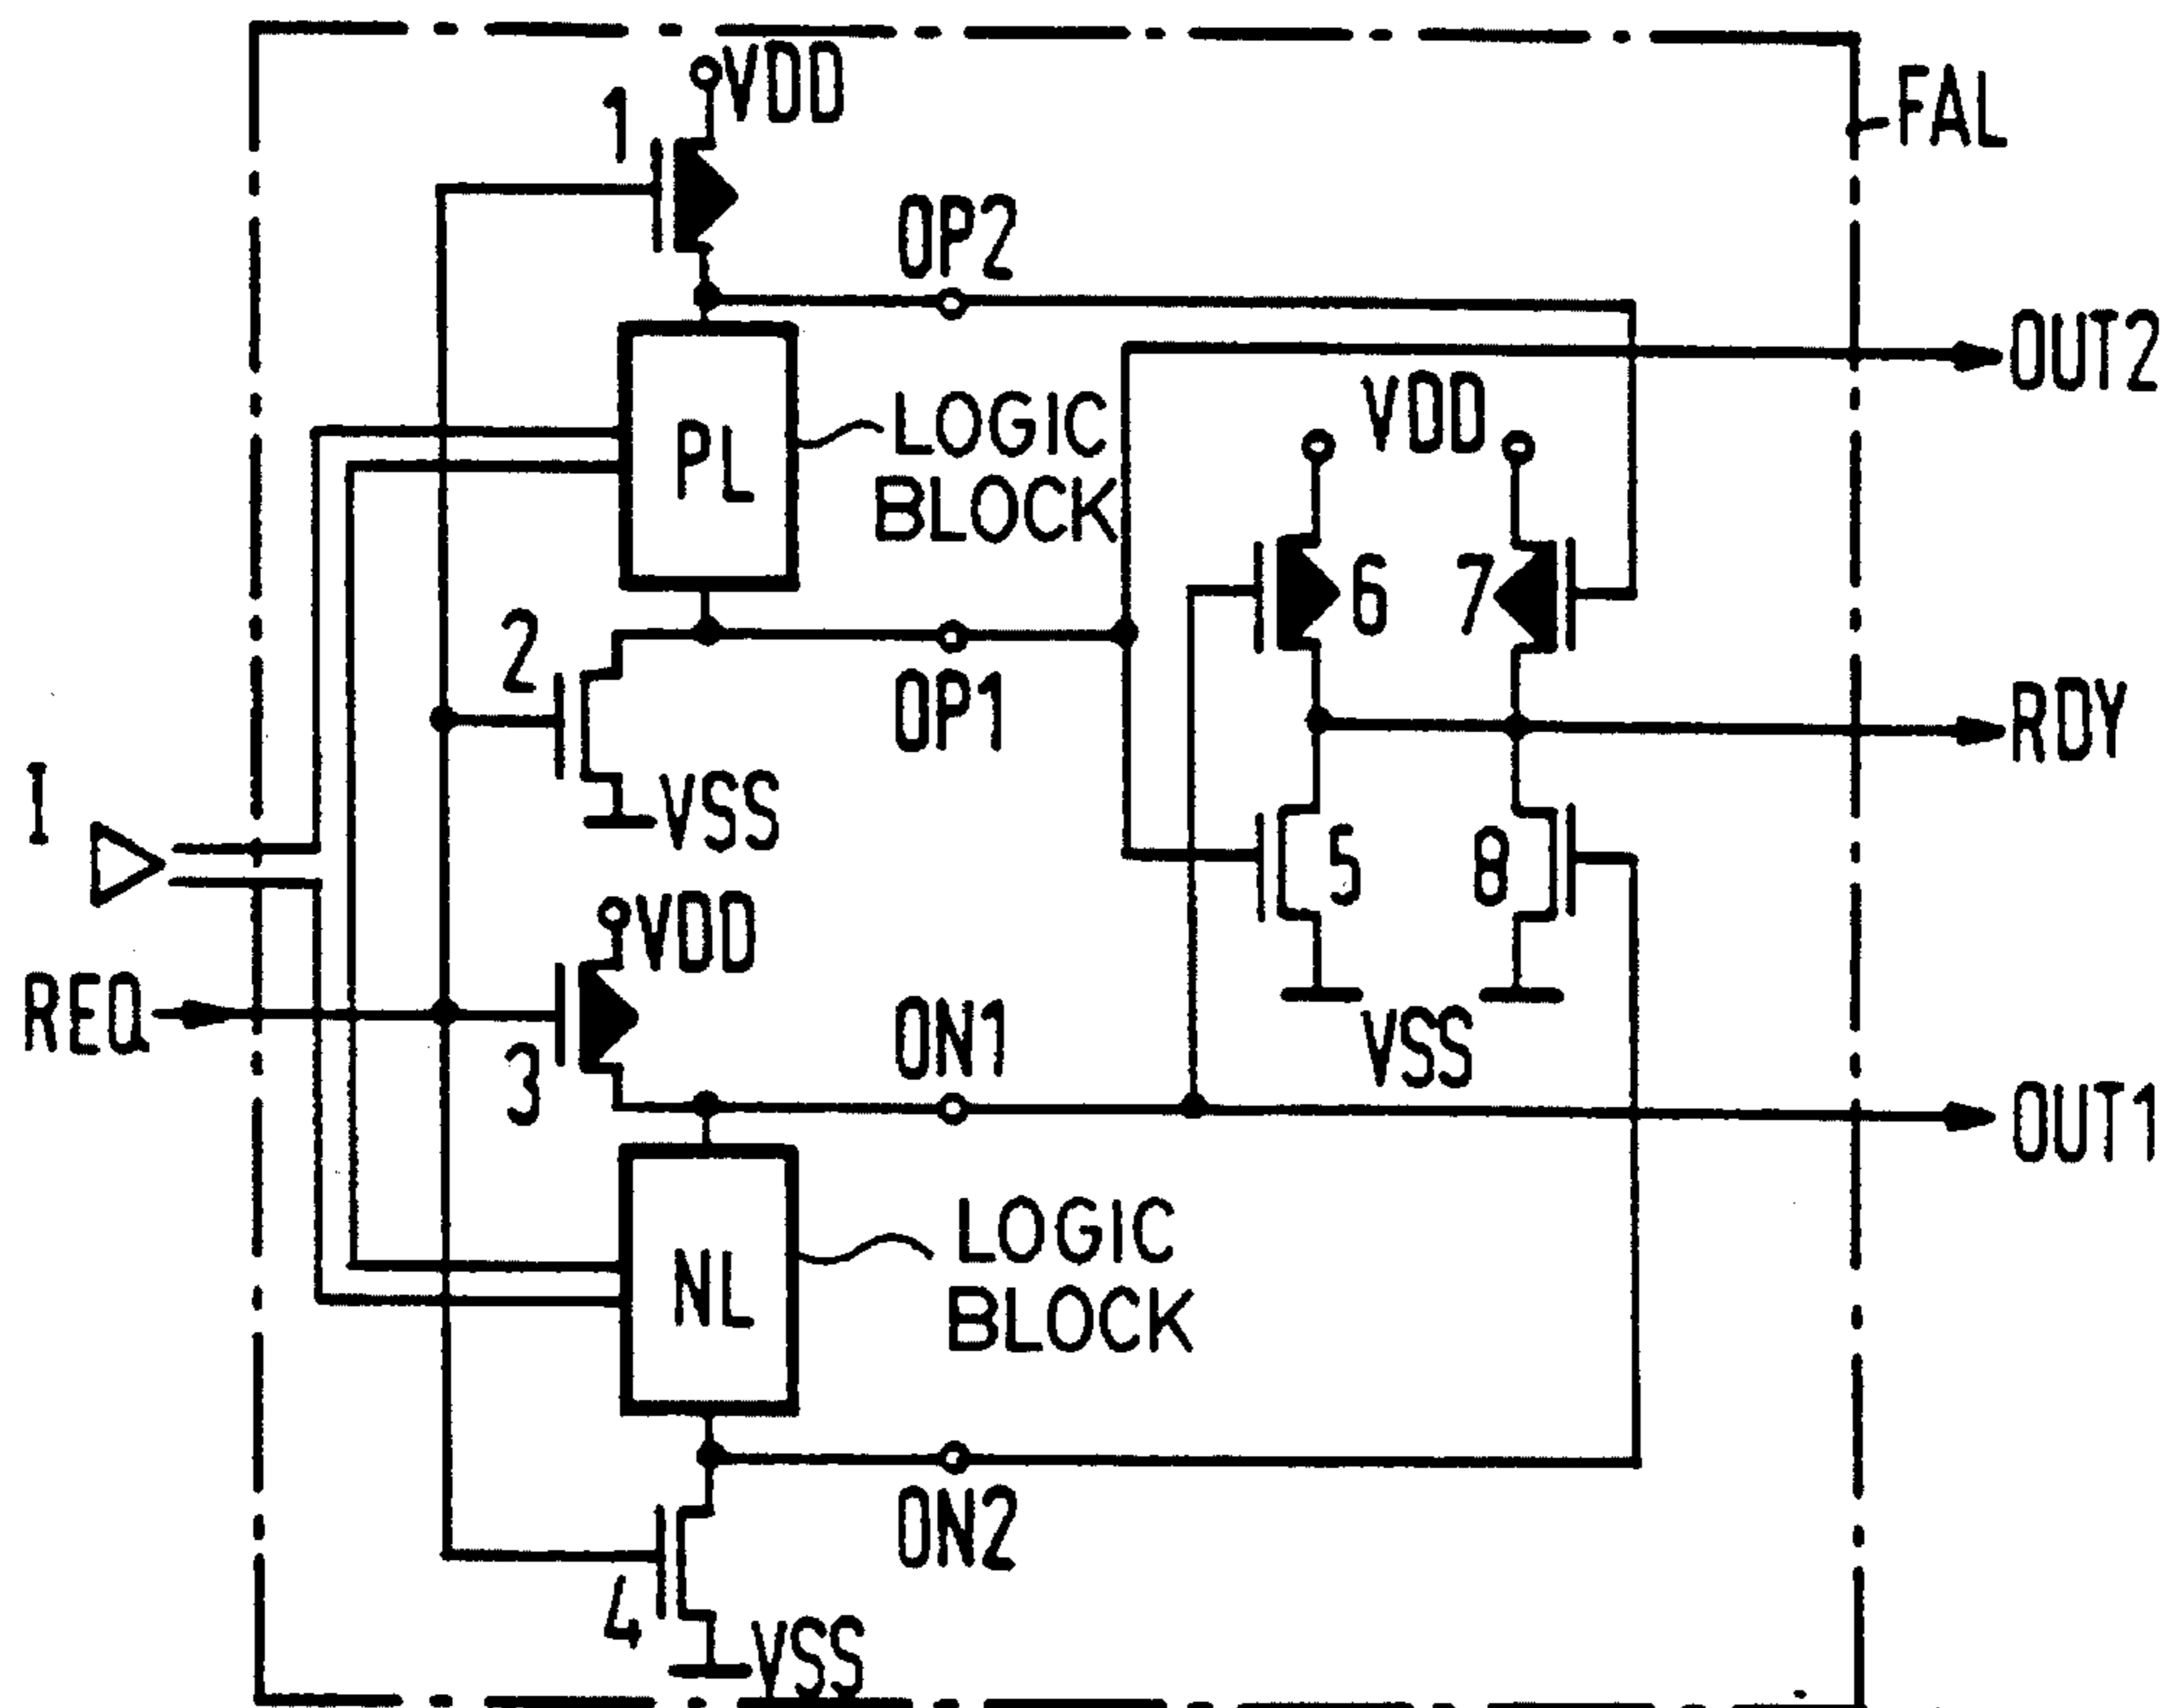 VDD
1
FAL
OP2
OUT2
VDD
LOGIC
BLOCK
PL
6
7
2
OP1
RDY
I
VSS
5
8
VDD
REQ
ON1
VSS
3
OUT1
LOGIC
BLOCK
NL
ON2
4
VSS